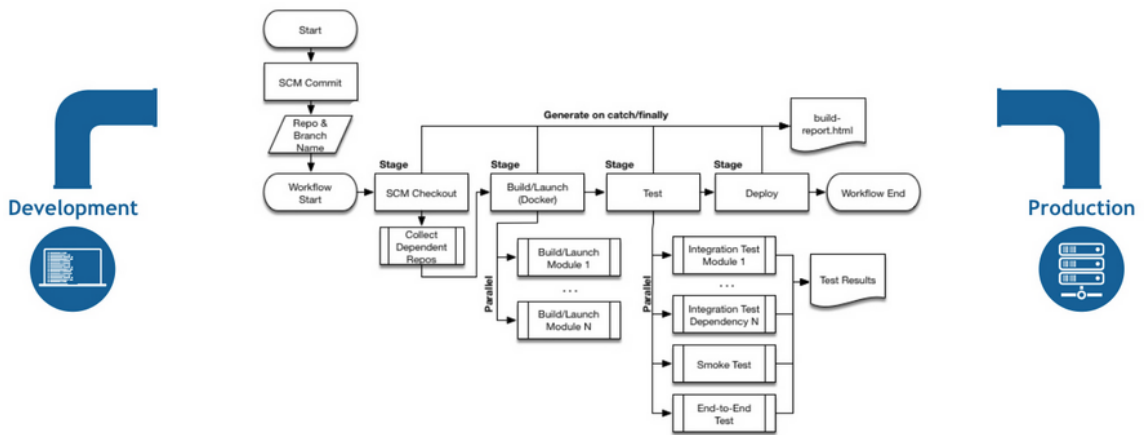 Start
SCM Commit
Repo &
Branch
Name
Workflow
Start
Generate on catch/finally
build-
report.html
Stage
SCM Checkout
Stage
Build/Launch
(Docker)
Stage
Test
Stage
Deploy
Workflow End
Development
Production
Collect
Dependent
Repos
Parallel
Build/Launch
Module 1
...
Build/Launch
Module N
Parallel
Integration Test
Module 1
...
Integration Test
Dependency N
Smoke Test
End-to-End
Test
Test Results